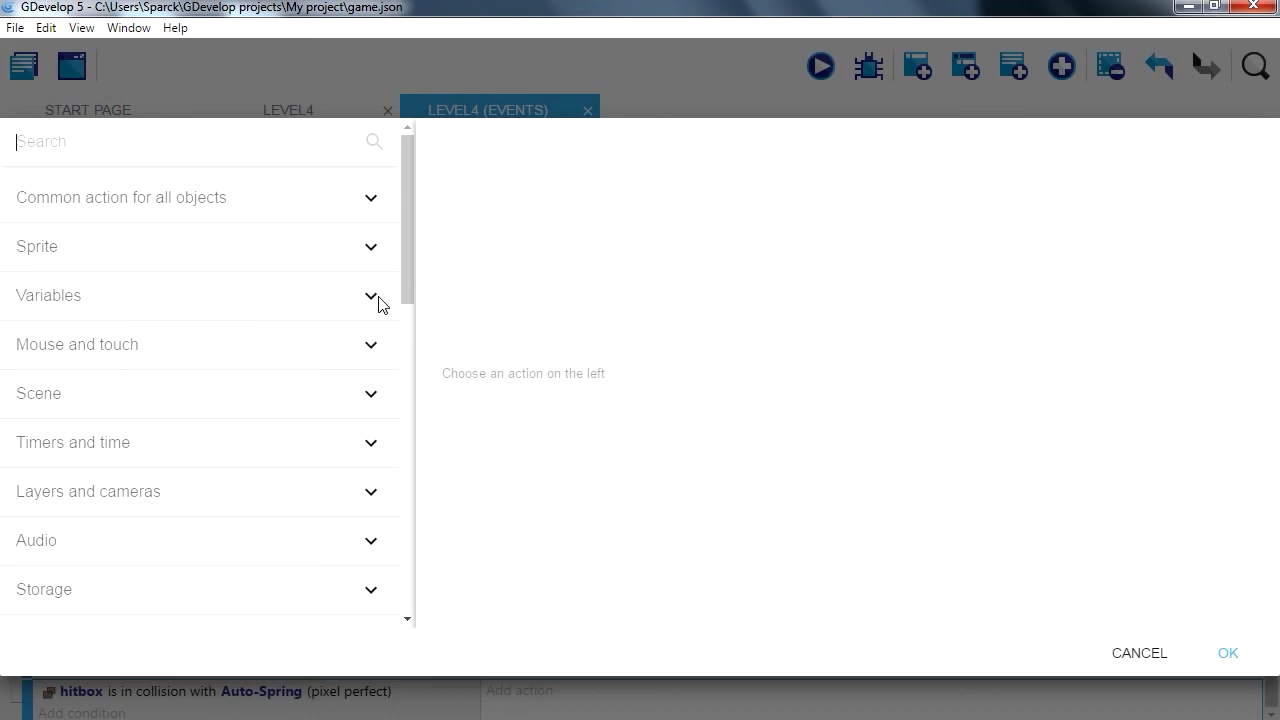 GDevelop 5 - C:\Users\Sparck\GDevelop projects\My project\game.json
File Edit View Window Help
START PAGE LEVEL4 LEVEL4 (EVENTS)
Search
Common action for all objects
Sprite
Variables
Mouse and touch
Choose an action on the left
Scene
Timers and time
Layers and cameras
Audio
Storage
CANCEL OK
hitbox is in collision with Auto-Spring (pixel perfect) Add action
Add condition